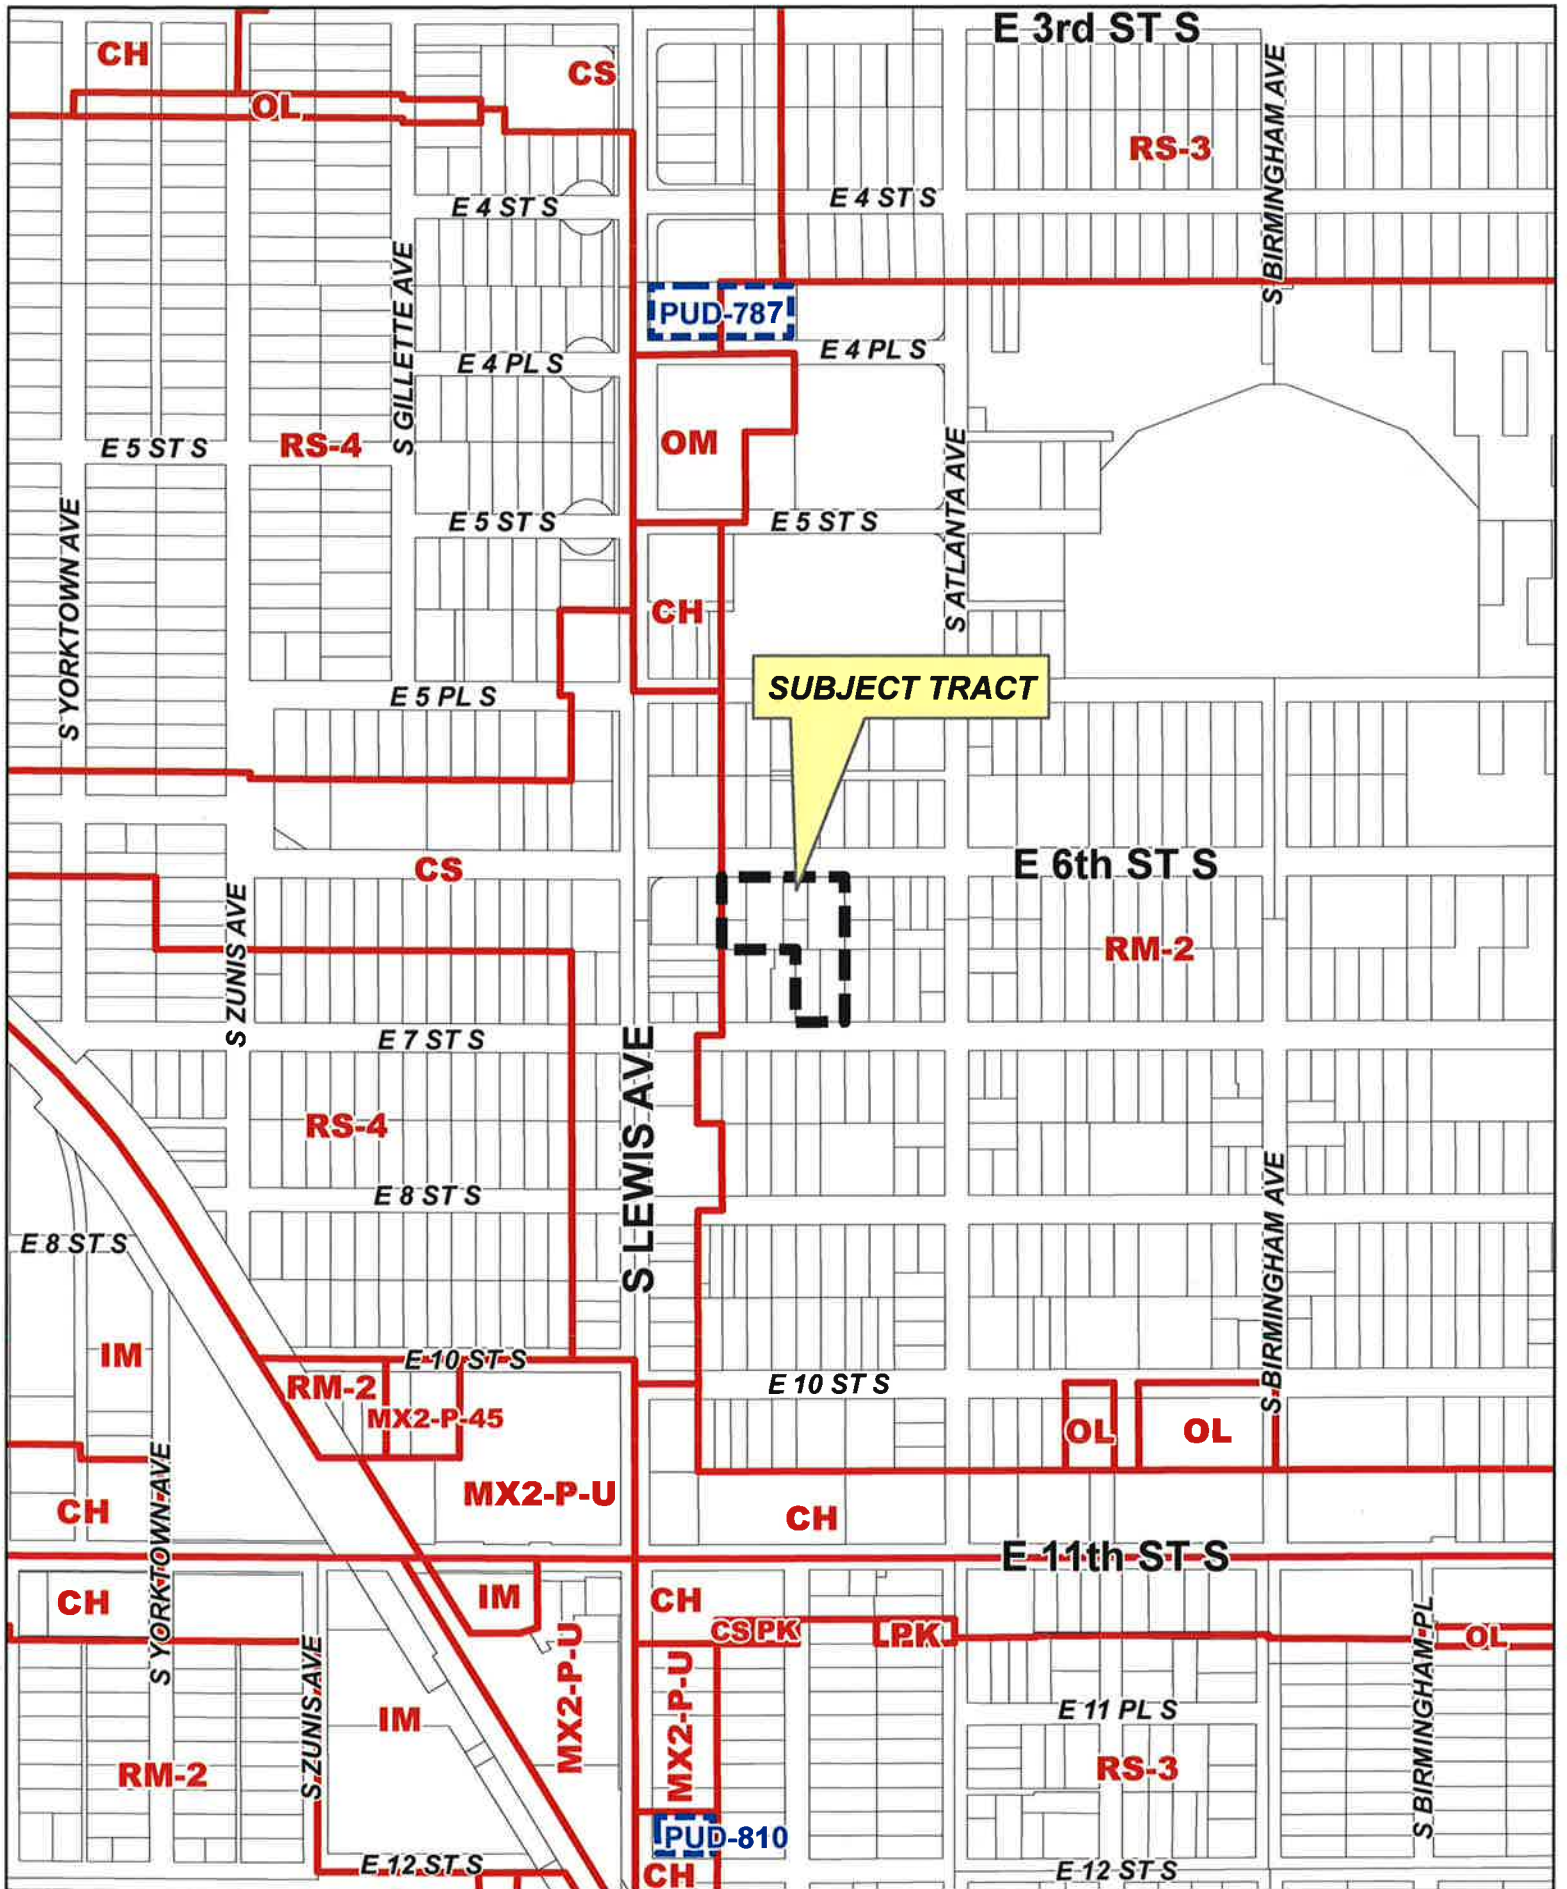 E 3rd ST S
CH
CS
OL
S BIRMINGHAM AVE
RS-3
E 4 ST S
E 4 ST S
S GILLETTE AVE
PUD-787
E 4 PL S
E 4 PL S
OM
RS-4
E 5 ST S
S ATLANTA AVE
S YORKTOWN AVE
E 5 ST S
E 5 ST S
CH
SUBJECT TRACT
E 5 PL S
E 6th ST S
CS
S ZUNIS AVE
RM-2
E 7 ST S
S LEWIS AVE
RS-4
E 8 ST S
S BIRMINGHAM AVE
E 8 ST S
IM
E 10 ST S
E 10 ST S
RM-2
MX2-P-45
OL
OL
MX2-P-U
CH
CH
S YORKTOWN AVE
E 11th ST S
IM
CH
CH
CS
PK
PK
MX2-P-U
S BIRMINGHAM PL
OL
S ZUNIS AVE
MX2-P-U
IM
E 11 PL S
RM-2
RS-3
PUD-810
E 12 ST S
CH
E 12 ST S